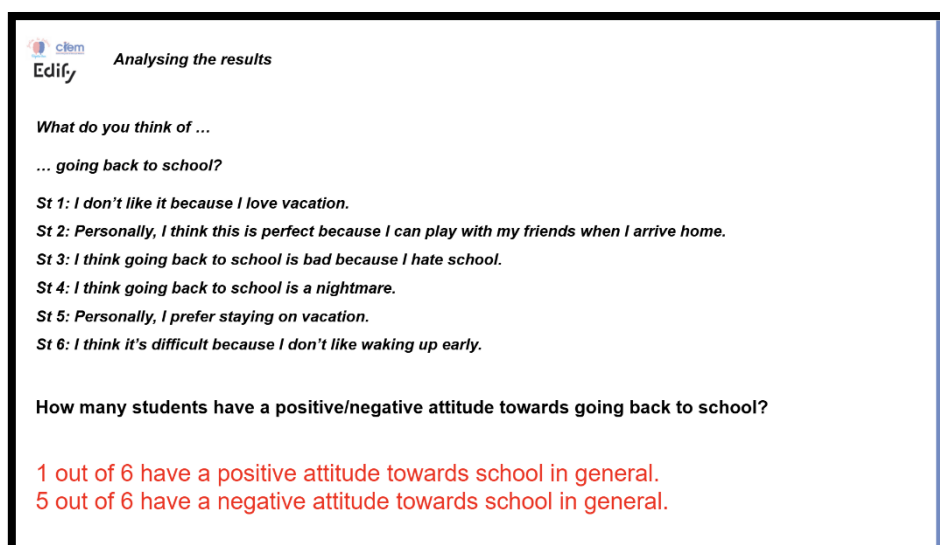 ciem
Edify
Analysing the results
What do you think of …
… going back to school?
St 1: I don’t like it because I love vacation.
St 2: Personally, I think this is perfect because I can play with my friends when I arrive home.
St 3: I think going back to school is bad because I hate school.
St 4: I think going back to school is a nightmare.
St 5: Personally, I prefer staying on vacation.
St 6: I think it’s difficult because I don’t like waking up early.
How many students have a positive/negative attitude towards going back to school?
1 out of 6 have a positive attitude towards school in general.
5 out of 6 have a negative attitude towards school in general.